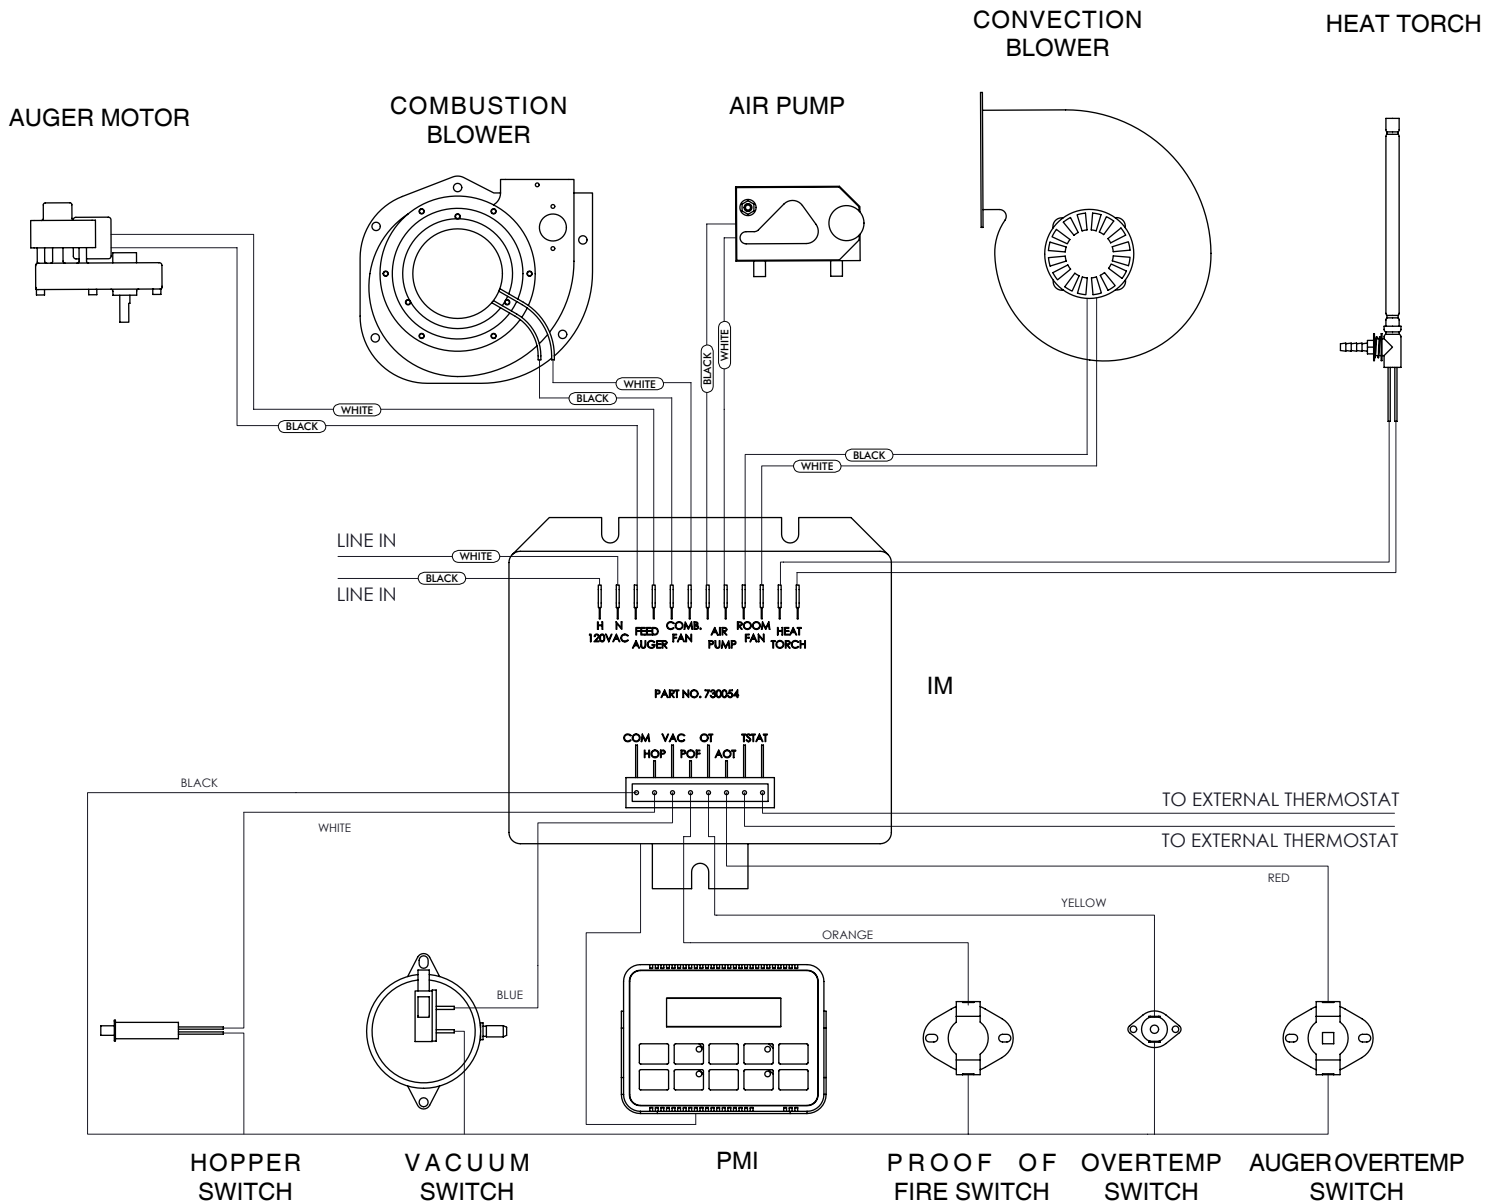 CONVECTION
BLOWER
HEAT TORCH
AUGER MOTOR
COMBUSTION
BLOWER
AIR PUMP
BLACK
WHITE
WHITE
BLACK
WHITE
BLACK
BLACK
WHITE
LINE IN
WHITE
BLACK
LINE IN
H N
120VAC
FEED
AUGER
COMB.
FAN
AIR
PUMP
ROOM
FAN
HEAT
TORCH
PART NO. 730054
IM
COM VAC OT TSTAT
HOP POF AOT
BLACK
WHITE
TO EXTERNAL THERMOSTAT
TO EXTERNAL THERMOSTAT
RED
YELLOW
ORANGE
BLUE
HOPPER
SWITCH
VACUUM
SWITCH
PMI
PROOF OF
FIRE SWITCH
OVERTEMP
SWITCH
AUGER OVERTEMP
SWITCH